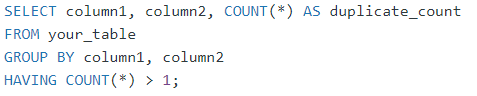 SELECT column1, column2, COUNT(*) AS duplicate_count
FROM your_table
GROUP BY column1, column2
HAVING COUNT(*) > 1;